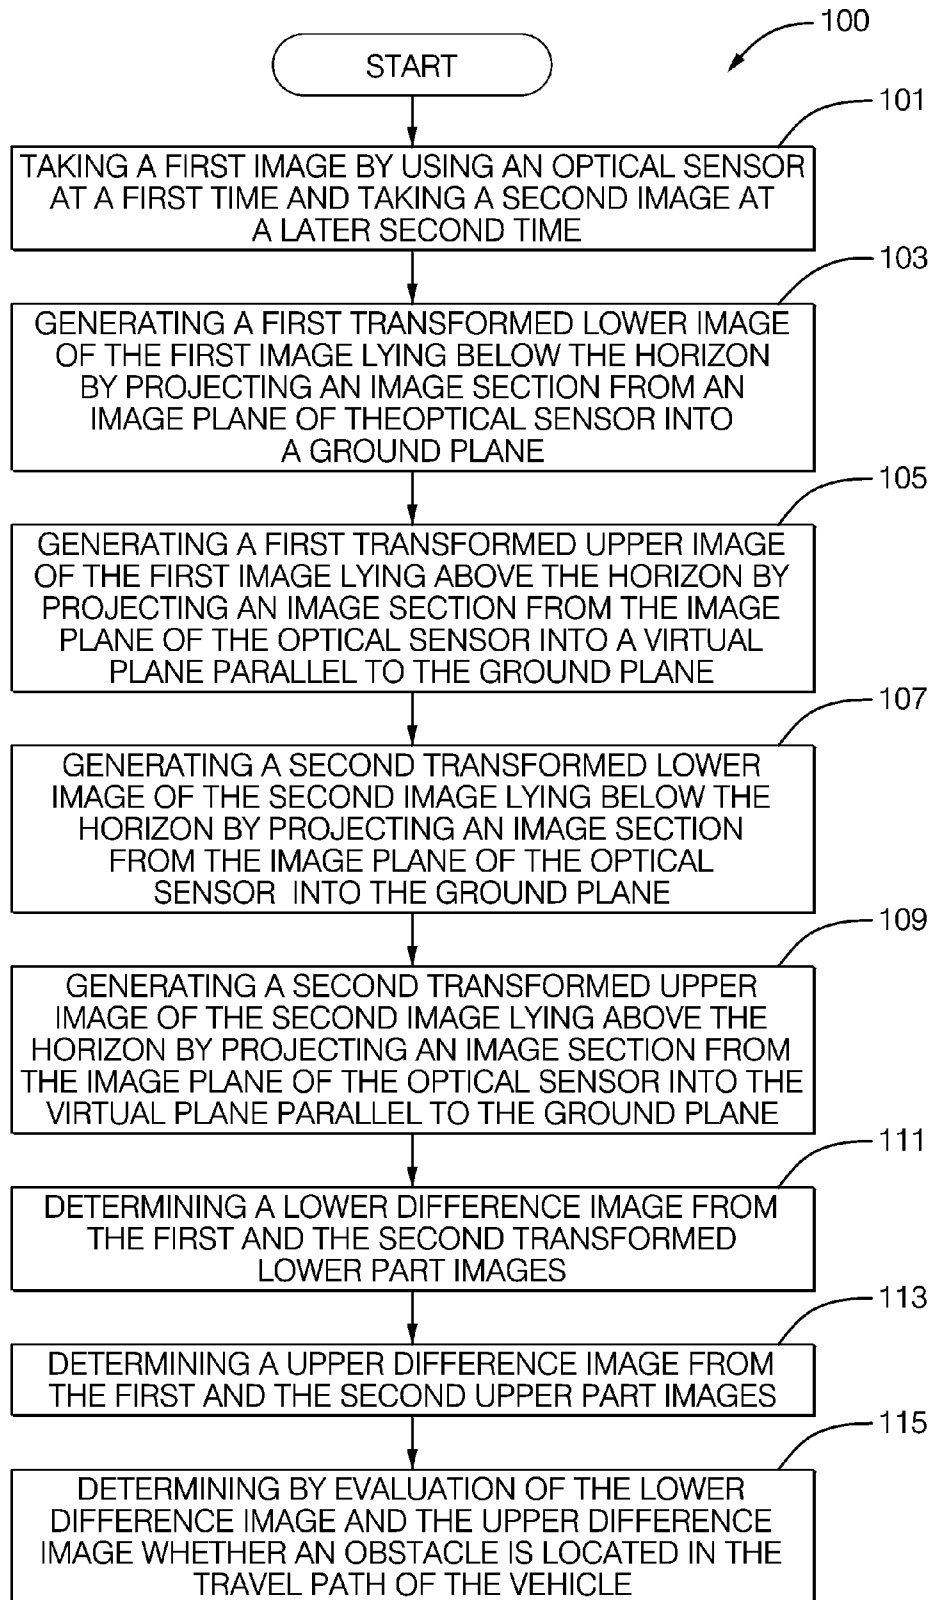 100
START
101
TAKING A FIRST IMAGE BY USING AN OPTICAL SENSOR
AT A FIRST TIME AND TAKING A SECOND IMAGE AT
A LATER SECOND TIME
103
GENERATING A FIRST TRANSFORMED LOWER IMAGE
OF THE FIRST IMAGE LYING BELOW THE HORIZON
BY PROJECTING AN IMAGE SECTION FROM AN
IMAGE PLANE OF THEOPTICAL SENSOR INTO
A GROUND PLANE
105
GENERATING A FIRST TRANSFORMED UPPER IMAGE
OF THE FIRST IMAGE LYING ABOVE THE HORIZON BY
PROJECTING AN IMAGE SECTION FROM THE IMAGE
PLANE OF THE OPTICAL SENSOR INTO A VIRTUAL
PLANE PARALLEL TO THE GROUND PLANE
107
GENERATING A SECOND TRANSFORMED LOWER
IMAGE OF THE SECOND IMAGE LYING BELOW THE
HORIZON BY PROJECTING AN IMAGE SECTION
FROM THE IMAGE PLANE OF THE OPTICAL
SENSOR INTO THE GROUND PLANE
109
GENERATING A SECOND TRANSFORMED UPPER
IMAGE OF THE SECOND IMAGE LYING ABOVE THE
HORIZON BY PROJECTING AN IMAGE SECTION FROM
THE IMAGE PLANE OF THE OPTICAL SENSOR INTO THE
VIRTUAL PLANE PARALLEL TO THE GROUND PLANE
111
DETERMINING A LOWER DIFFERENCE IMAGE FROM
THE FIRST AND THE SECOND TRANSFORMED
LOWER PART IMAGES
113
DETERMINING A UPPER DIFFERENCE IMAGE FROM
THE FIRST AND THE SECOND UPPER PART IMAGES
115
DETERMINING BY EVALUATION OF THE LOWER
DIFFERENCE IMAGE AND THE UPPER DIFFERENCE
IMAGE WHETHER AN OBSTACLE IS LOCATED IN THE
TRAVEL PATH OF THE VEHICLE